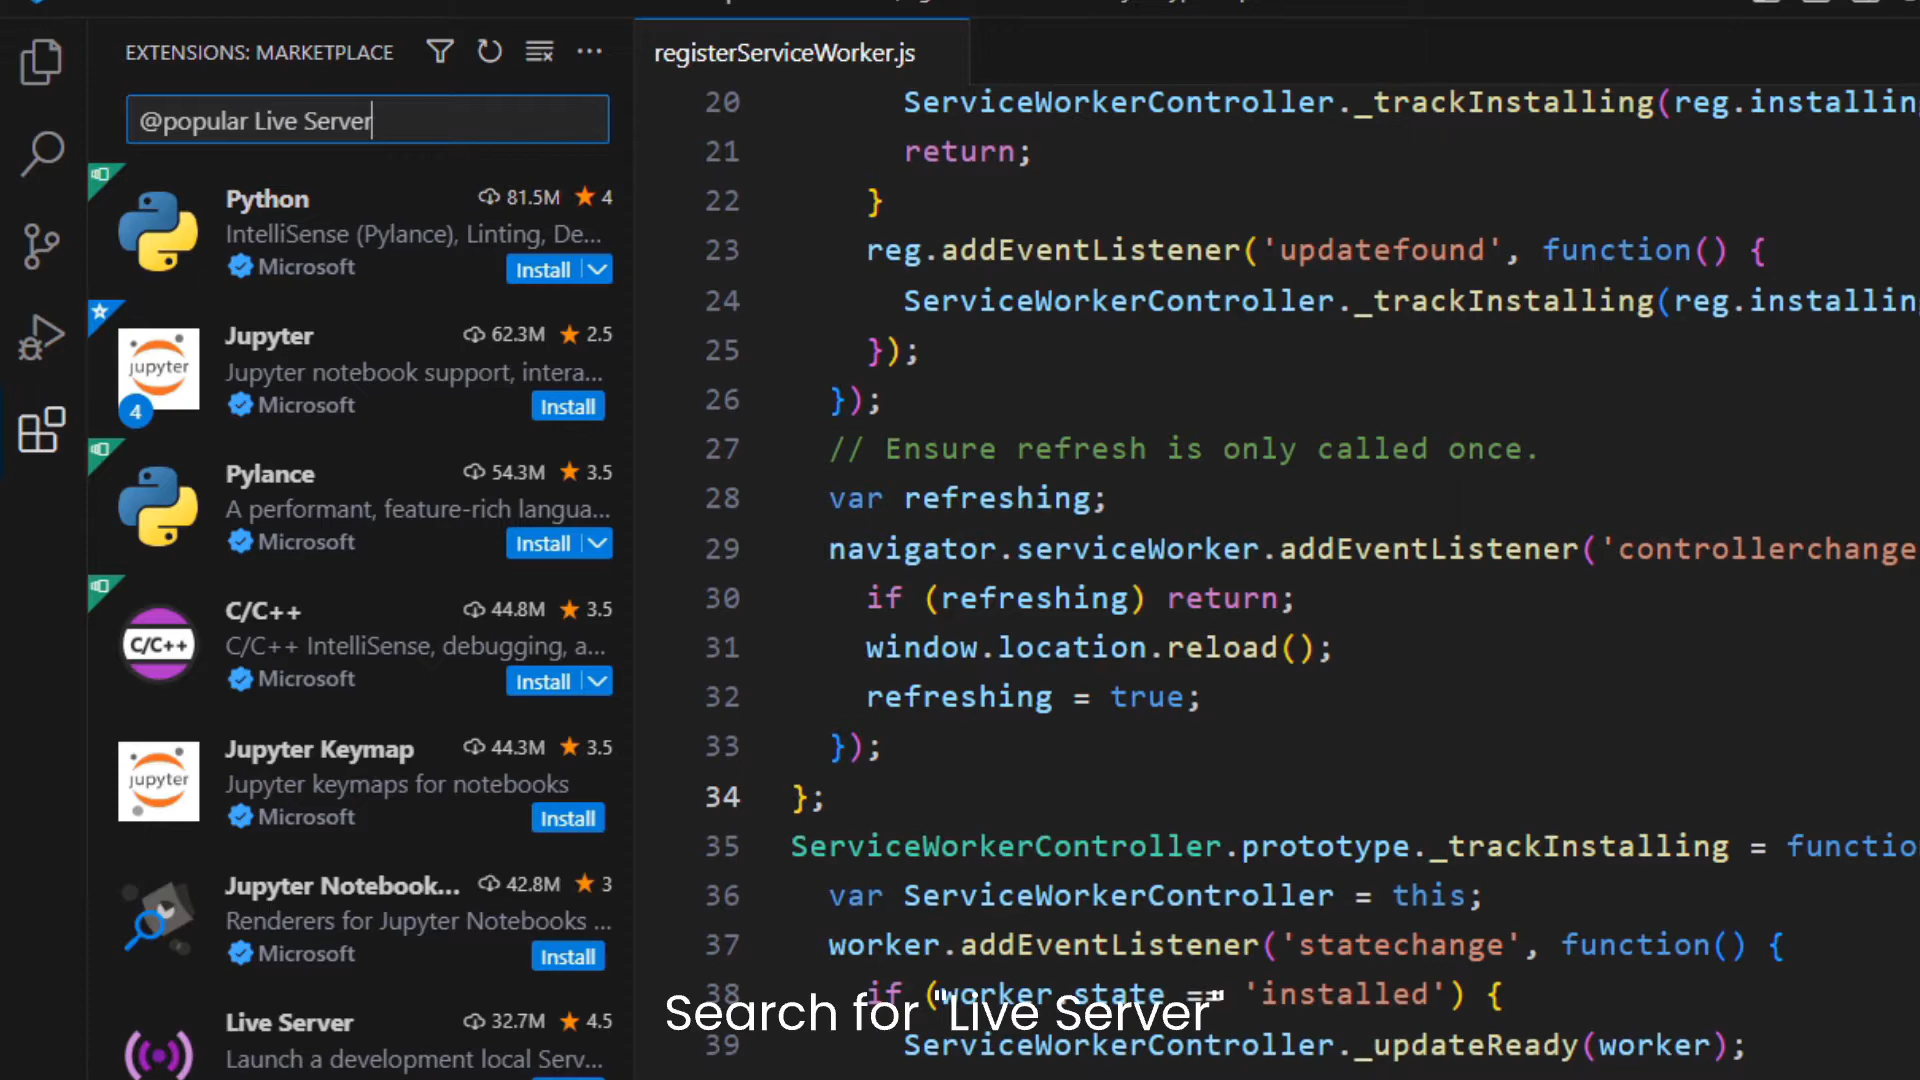 EXTENSIONS: MARKETPLACE
@popular Live Server
Python 81.5M 4
IntelliSense (Pylance), Linting, De...
Microsoft Install
Jupyter 62.3M 2.5
Jupyter notebook support, intera...
Microsoft Install
jupyter
4
Pylance 54.3M 3.5
A performant, feature-rich langua...
Microsoft Install
C/C++ 44.8M 3.5
C/C++ IntelliSense, debugging, a...
Microsoft Install
C/C++
Jupyter Keymap 44.3M 3.5
Jupyter keymaps for notebooks
Microsoft Install
jupyter
Jupyter Notebook... 42.8M 3
Renderers for Jupyter Notebooks ...
Microsoft Install
Live Server 32.7M 4.5
Launch a development local Serv...
registerServiceWorker.js
20 ServiceWorkerController._trackInstalling(reg.installin
21 return;
22 }
23 reg.addEventListener('updatefound', function() {
24 ServiceWorkerController._trackInstalling(reg.installin
25 });
26 });
27 // Ensure refresh is only called once.
28 var refreshing;
29 navigator.serviceWorker.addEventListener('controllerchange
30 if (refreshing) return;
31 window.location.reload();
32 refreshing = true;
33 });
34 };
35 ServiceWorkerController.prototype._trackInstalling = functio
36 var ServiceWorkerController = this;
37 worker.addEventListener('statechange', function() {
38 if (worker.state == 'installed') {
39 ServiceWorkerController._updateReady(worker);
Search for "Live Server"